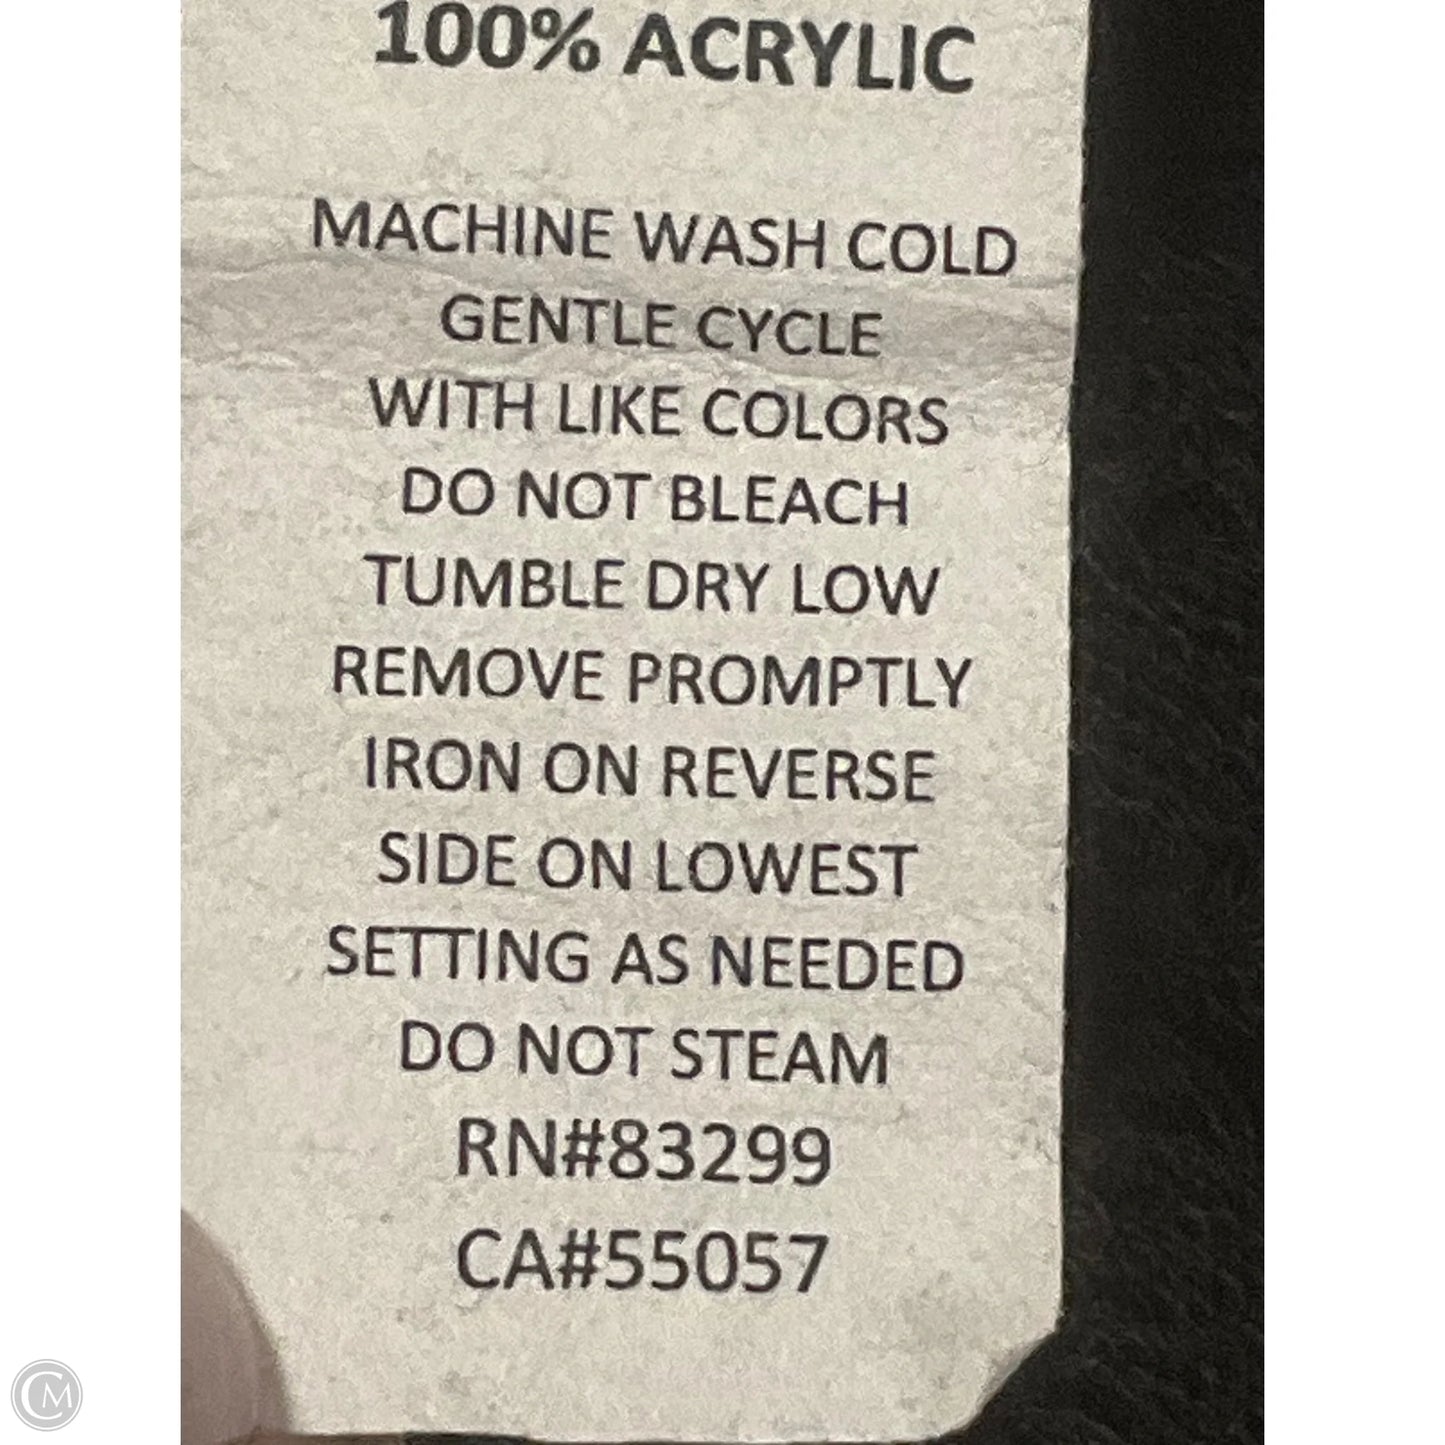 100% ACRYLIC
MACHINE WASH COLD
GENTLE CYCLE
WITH LIKE COLORS
DO NOT BLEACH
TUMBLE DRY LOW
REMOVE PROMPTLY
IRON ON REVERSE
SIDE ON LOWEST
SETTING AS NEEDED
DO NOT STEAM
RN#83299
CA#55057
CM